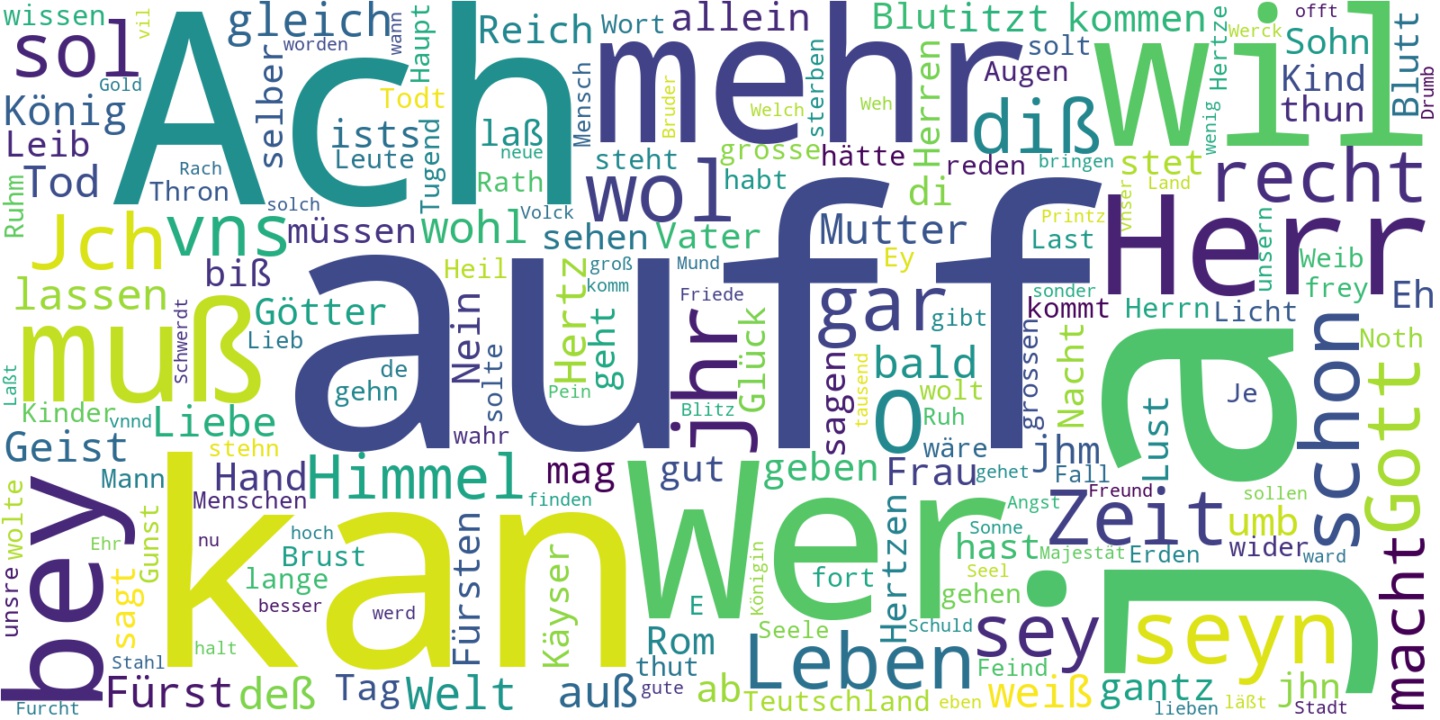 wissen
vil
gleich
worden
wann
Haupt
Reich
Wort
allein
Blut
itzt
kommen
Werck
offt
Hertze
Sohn
Blutt
sol
Gold
Ach
selber
Todt
Mensch
mehr
Bruder
Welch
Weh
sterben
solt
Augen
wil
Kind
thun
Drumb
König
Leib
ists
Leute
Tugend
laß
neue
Herren
diß
wenig
Tod
Rach
Thron
Rath
steht
grosse
hätte
habt
reden
bringen
stet
recht
Ruhm
solch
Volck
wol
di
Land
unser
Jch
vns
müssen
wohl
sehen
Vater
Mutter
Printz
Last
Herr
unsern
biß
Heil
groß
Mund
Ey
Weib
lassen
Götter
Hertz
komm
Friede
sonder
kommt
Herrn
frey
Eh
Schwerdt
Lieb
auff
Nein
geht
jhr
Glück
gar
gibt
Licht
muß
solte
sagen
grossen
Nacht
ja
schon
Noth
Laßt
de
gehn
Pein
Blitz
tausend
bald
wolt
Je
Kinder
vnnd
Liebe
wahr
o
Ruh
Lust
Gott
Geist
stehn
wäre
jhm
Mann
Hand
Himmel
mag
gut
geben
Frau
gehet
Fall
wolte
bey
Menschen
finden
Freund
sollen
Angst
Zeit
umb
Ehr
Gunst
nu
hoch
kan
Wer
Hertzen
Sonne
hast
Majestät
Erden
wider
ward
unsre
sagt
Brust
lange
Fürsten
Käyser
Königin
fort
Seel
gehen
macht
besser
werd
E
Seele
Schuld
sey
seyn
halt
Rom
Stahl
thut
Leben
Feind
Furcht
Fürst
deß
Tag
Welt
auß
gute
ab
Teutschland
eben
weiß
gantz
lieben
läßt
jhn
Stadt